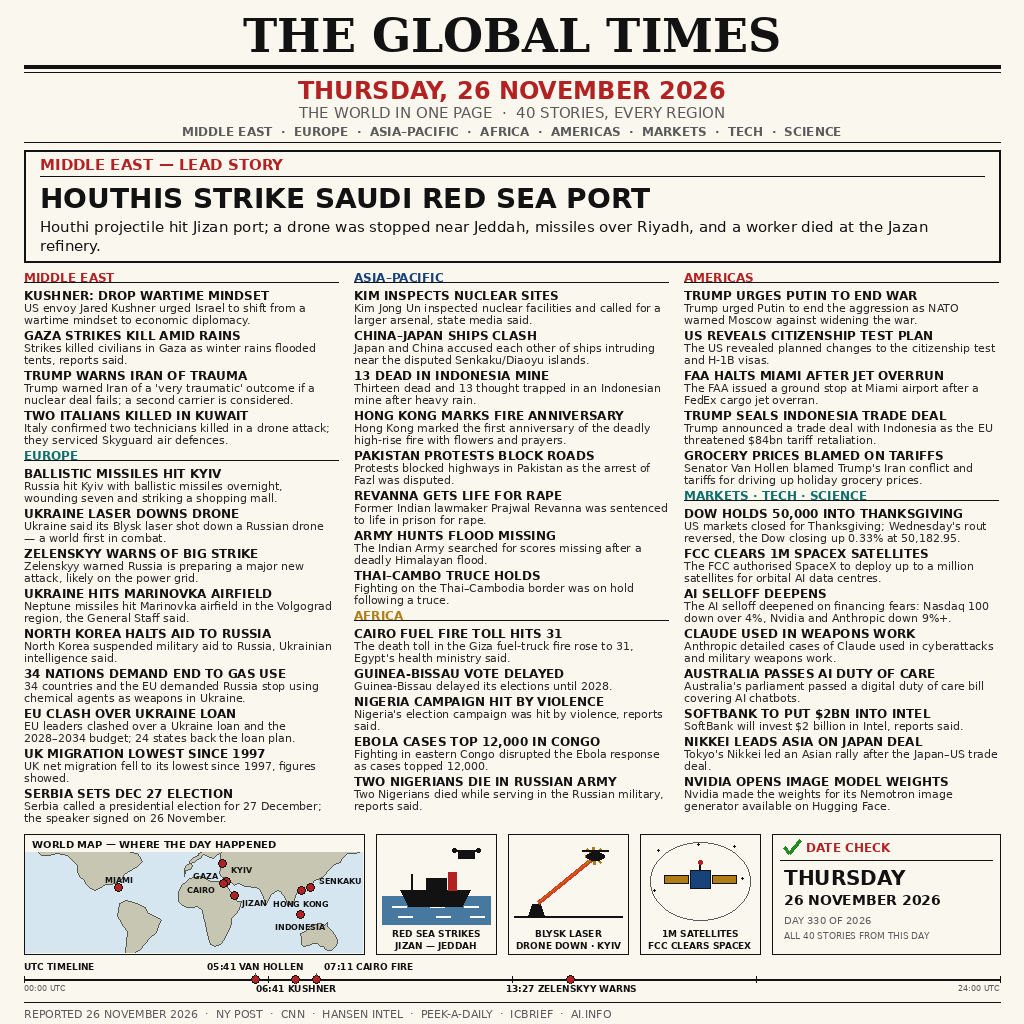 THE GLOBAL TIMES
THURSDAY, 26 NOVEMBER 2026
THE WORLD IN ONE PAGE · 40 STORIES, EVERY REGION
MIDDLE EAST · EUROPE · ASIA–PACIFIC · AFRICA · AMERICAS · MARKETS · TECH · SCIENCE
MIDDLE EAST — LEAD STORY
HOUTHIS STRIKE SAUDI RED SEA PORT
Houthi projectile hit Jizan port; a drone was stopped near Jeddah, missiles over Riyadh, and a worker died at the Jazan
refinery.
MIDDLE EAST
KUSHNER: DROP WARTIME MINDSET
US envoy Jared Kushner urged Israel to shift from a
wartime mindset to economic diplomacy.
GAZA STRIKES KILL AMID RAINS
Strikes killed civilians in Gaza as winter rains flooded
tents, reports said.
TRUMP WARNS IRAN OF TRAUMA
Trump warned Iran of a 'very traumatic' outcome if a
nuclear deal fails; a second carrier is considered.
TWO ITALIANS KILLED IN KUWAIT
Italy confirmed two technicians killed in a drone attack;
they serviced Skyguard air defences.
EUROPE
BALLISTIC MISSILES HIT KYIV
Russia hit Kyiv with ballistic missiles overnight,
wounding seven and striking a shopping mall.
UKRAINE LASER DOWNS DRONE
Ukraine said its Blysk laser shot down a Russian drone
— a world first in combat.
ZELENSKYY WARNS OF BIG STRIKE
Zelenskyy warned Russia is preparing a major new
attack, likely on the power grid.
UKRAINE HITS MARINOVKA AIRFIELD
Neptune missiles hit Marinovka airfield in the Volgograd
region, the General Staff said.
NORTH KOREA HALTS AID TO RUSSIA
North Korea suspended military aid to Russia, Ukrainian
intelligence said.
34 NATIONS DEMAND END TO GAS USE
34 countries and the EU demanded Russia stop using
chemical agents as weapons in Ukraine.
EU CLASH OVER UKRAINE LOAN
EU leaders clashed over a Ukraine loan and the
2028–2034 budget; 24 states back the loan plan.
UK MIGRATION LOWEST SINCE 1997
UK net migration fell to its lowest since 1997, figures
showed.
SERBIA SETS DEC 27 ELECTION
Serbia called a presidential election for 27 December;
the speaker signed on 26 November.
ASIA–PACIFIC
KIM INSPECTS NUCLEAR SITES
Kim Jong Un inspected nuclear facilities and called for a
larger arsenal, state media said.
CHINA–JAPAN SHIPS CLASH
Japan and China accused each other of ships intruding
near the disputed Senkaku/Diaoyu islands.
13 DEAD IN INDONESIA MINE
Thirteen dead and 13 thought trapped in an Indonesian
mine after heavy rain.
HONG KONG MARKS FIRE ANNIVERSARY
Hong Kong marked the first anniversary of the deadly
high-rise fire with flowers and prayers.
PAKISTAN PROTESTS BLOCK ROADS
Protests blocked highways in Pakistan as the arrest of
Fazl was disputed.
REVANNA GETS LIFE FOR RAPE
Former Indian lawmaker Prajwal Revanna was sentenced
to life in prison for rape.
ARMY HUNTS FLOOD MISSING
The Indian Army searched for scores missing after a
deadly Himalayan flood.
THAI–CAMBO TRUCE HOLDS
Fighting on the Thai–Cambodia border was on hold
following a truce.
AFRICA
CAIRO FUEL FIRE TOLL HITS 31
The death toll in the Giza fuel-truck fire rose to 31,
Egypt's health ministry said.
GUINEA–BISSAU VOTE DELAYED
Guinea-Bissau delayed its elections until 2028.
NIGERIA CAMPAIGN HIT BY VIOLENCE
Nigeria's election campaign was hit by violence, reports
said.
EBOLA CASES TOP 12,000 IN CONGO
Fighting in eastern Congo disrupted the Ebola response
as cases topped 12,000.
TWO NIGERIANS DIE IN RUSSIAN ARMY
Two Nigerians died while serving in the Russian military,
reports said.
AMERICAS
TRUMP URGES PUTIN TO END WAR
Trump urged Putin to end the aggression as NATO
warned Moscow against widening the war.
US REVEALS CITIZENSHIP TEST PLAN
The US revealed planned changes to the citizenship test
and H-1B visas.
FAA HALTS MIAMI AFTER JET OVERRUN
The FAA issued a ground stop at Miami airport after a
FedEx cargo jet overran.
TRUMP SEALS INDONESIA TRADE DEAL
Trump announced a trade deal with Indonesia as the EU
threatened $84bn tariff retaliation.
GROCERY PRICES BLAMED ON TARIFFS
Senator Van Hollen blamed Trump's Iran conflict and
tariffs for driving up holiday grocery prices.
MARKETS · TECH · SCIENCE
DOW HOLDS 50,000 INTO THANKSGIVING
US markets closed for Thanksgiving; Wednesday's rout
reversed, the Dow closing up 0.33% at 50,182.95.
FCC CLEARS 1M SPACEX SATELLITES
The FCC authorised SpaceX to deploy up to a million
satellites for orbital AI data centres.
AI SELLOFF DEEPENS
The AI selloff deepened on financing fears: Nasdaq 100
down over 4%, Nvidia and Anthropic down 9%+.
CLAUDE USED IN WEAPONS WORK
Anthropic detailed cases of Claude used in cyberattacks
and military weapons work.
AUSTRALIA PASSES AI DUTY OF CARE
Australia's parliament passed a digital duty of care bill
covering AI chatbots.
SOFTBANK TO PUT $2BN INTO INTEL
SoftBank will invest $2 billion in Intel, reports said.
NIKKEI LEADS ASIA ON JAPAN DEAL
Tokyo's Nikkei led an Asian rally after the Japan–US trade
deal.
NVIDIA OPENS IMAGE MODEL WEIGHTS
Nvidia made the weights for its Nemotron image
generator available on Hugging Face.
WORLD MAP — WHERE THE DAY HAPPENED
MIAMI
GAZA
KYIV
CAIRO
JIZAN
HONG KONG
SENKAKU
INDONESIA
RED SEA STRIKES
JIZAN — JEDDAH
BLYSK LASER
DRONE DOWN · KYIV
1M SATELLITES
FCC CLEARS SPACEX
DATE CHECK
THURSDAY
26 NOVEMBER 2026
DAY 330 OF 2026
ALL 40 STORIES FROM THIS DAY
UTC TIMELINE
05:41 VAN HOLLEN
07:11 CAIRO FIRE
00:00 UTC
06:41 KUSHNER
13:27 ZELENSKYY WARNS
24:00 UTC
REPORTED 26 NOVEMBER 2026 · NY POST · CNN · HANSEN INTEL · PEEK-A-DAILY · ICBRIEF · AI.INFO